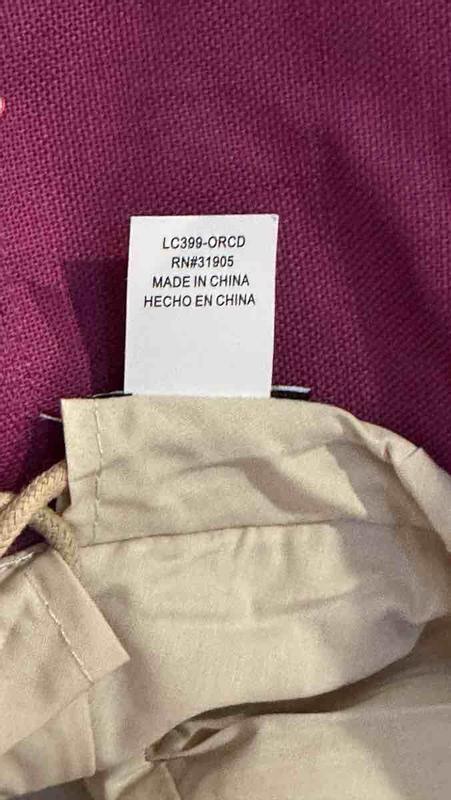 LC399-ORCD
RN#31905
MADE IN CHINA
HECHO EN CHINA